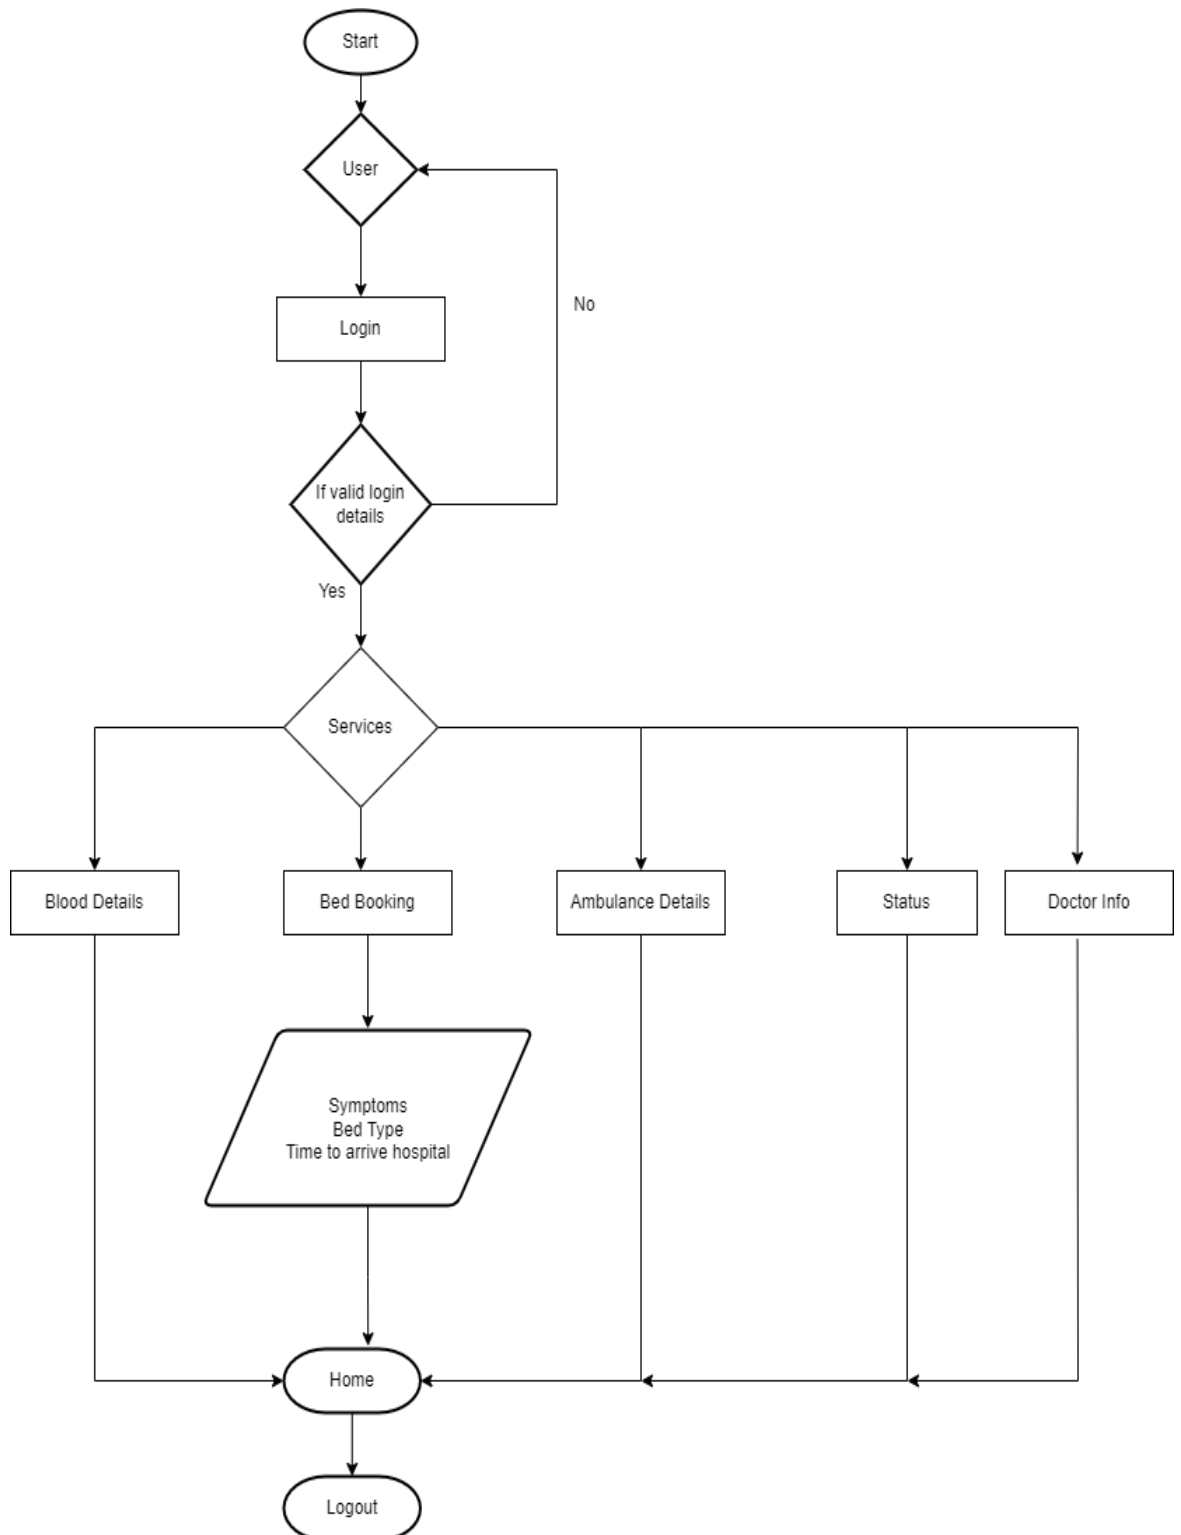 Start
User
No
Login
If valid login
details
Yes
Services
Blood Details
Bed Booking
Ambulance Details
Status
Doctor Info
Symptoms
Bed Type
Time to arrive hospital
Home
Logout